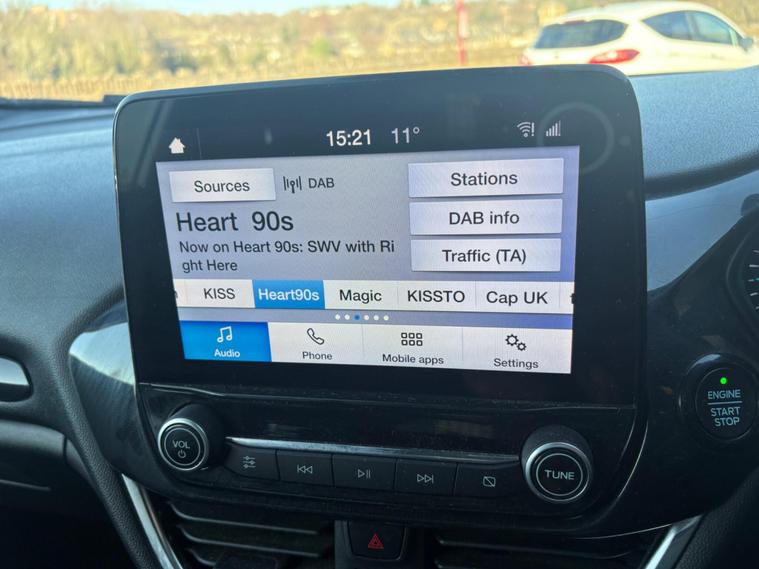 15:21 11°
Sources
DAB
Stations
Heart 90s
DAB info
Now on Heart 90s: SWV with Ri
ght Here
Traffic (TA)
KISS
Heart90s
Magic
KISSTO
Cap UK
Audio
Phone
Mobile apps
Settings
ENGINE
START
STOP
VOL
TUNE